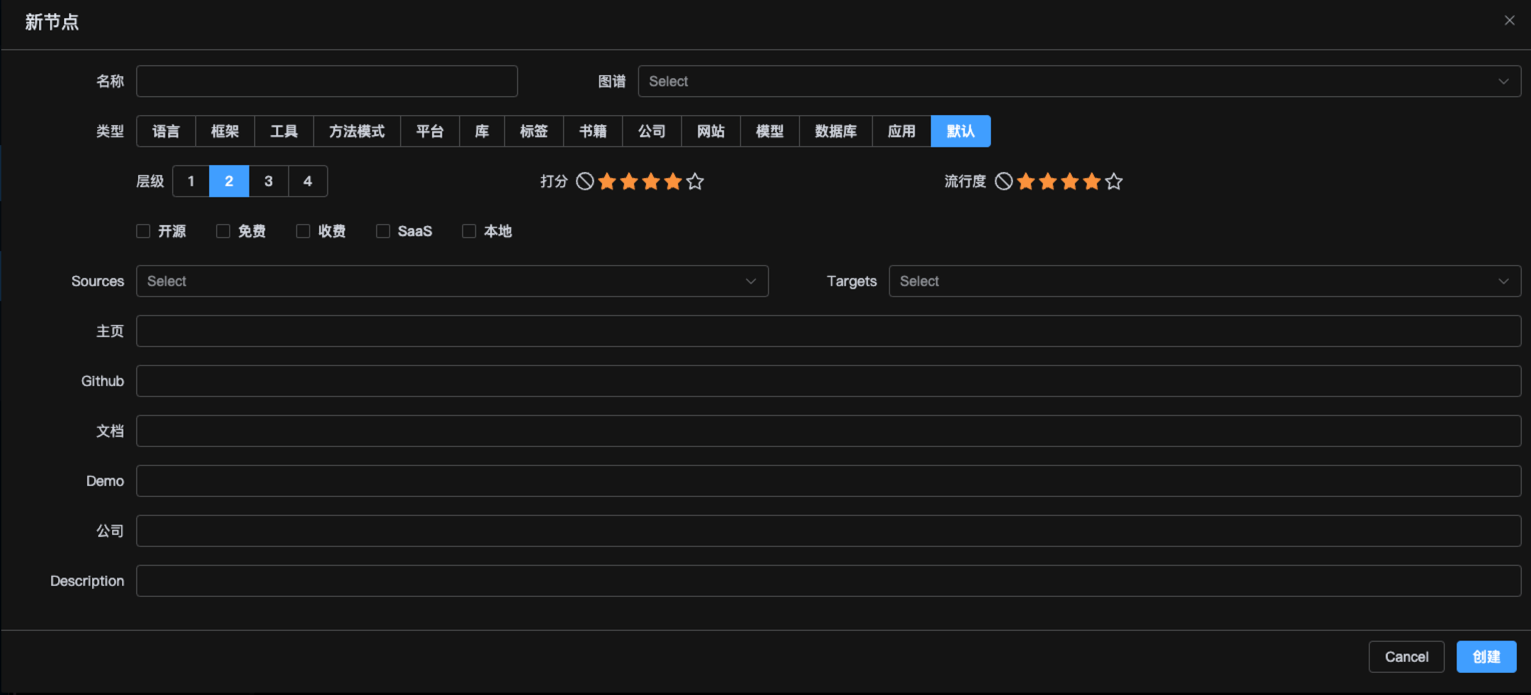 新节点
名称 图谱 Select
类型 语言 框架 工具 方法模式 平台 库 标签 书籍 公司 网站 模型 数据库 应用 默认
层级 1 2 3 4 打分 流行度
开源 免费 收费 SaaS 本地
Sources Select Targets Select
主页
Github
文档
Demo
公司
Description
Cancel 创建